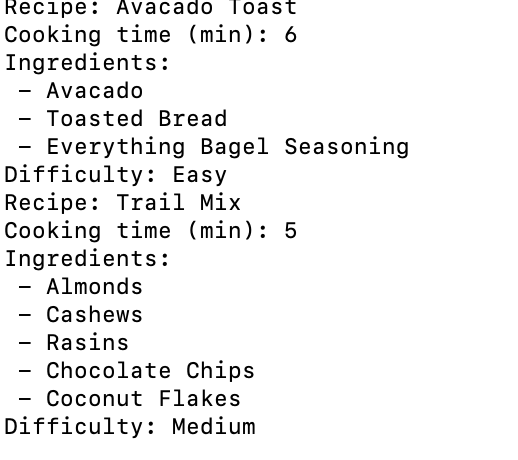 Recipe: Avacado Toast
Cooking time (min): 6
Ingredients:
– Avacado
– Toasted Bread
– Everything Bagel Seasoning
Difficulty: Easy
Recipe: Trail Mix
Cooking time (min): 5
Ingredients:
– Almonds
– Cashews
– Rasins
– Chocolate Chips
– Coconut Flakes
Difficulty: Medium